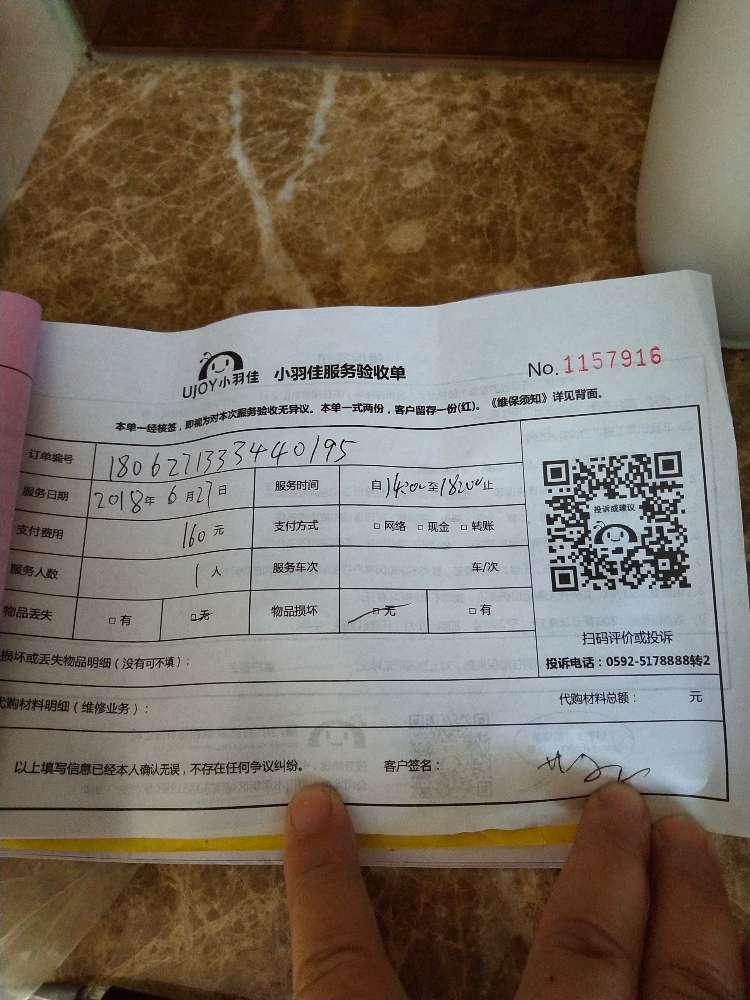 UJOY小羽佳 小羽佳服务验收单 No. 1157916
本单一经核签，即视为对本次服务验收无异议。本单一式两份，客户留存一份(红)。《维保须知》详见背面。
订单编号 1806271333440195
服务日期 2018年6月27日 服务时间 自14:00至18:00止
投诉或建议
支付费用 160元 支付方式 □网络 □现金 □转账
服务人数 1人 服务车次 车/次
物品丢失 □有 □无 物品损坏 □无 □有
扫码评价或投诉
投诉电话：0592-5178888转2
损坏或丢失物品明细（没有可不填）：
代购材料明细（维修业务）： 代购材料总额： 元
以上填写信息已经本人确认无误，不存在任何争议纠纷。 客户签名：